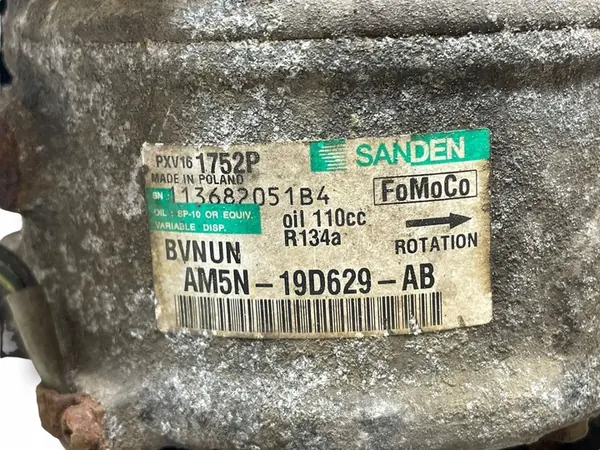 PXV16 1752P
SANDEN
MADE IN POLAND
SN: 113682051B4
FoMoCo
OIL : SP-10 OR EQUIV.
oil 110cc
VARIABLE DISP.
R134a
ROTATION
BVNUN
AM5N-19D629-AB